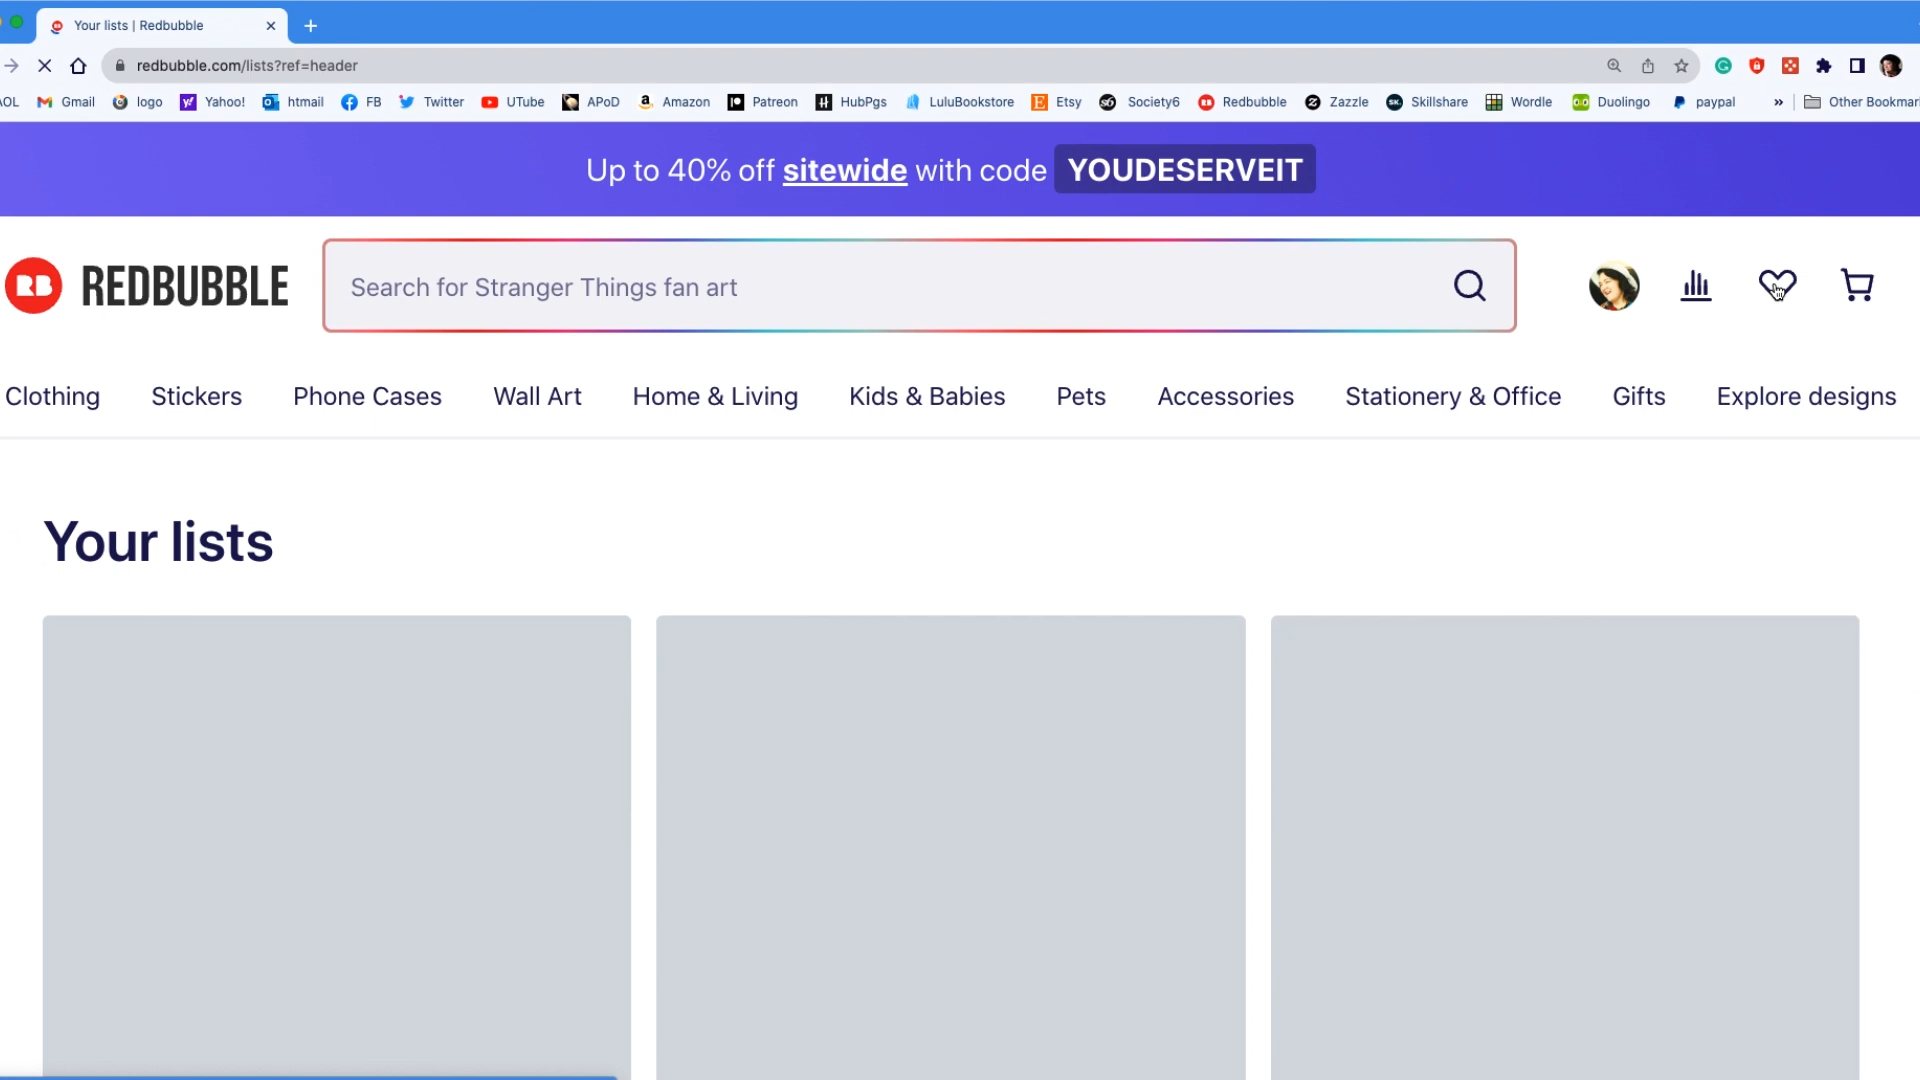 Your lists | Redbubble
redbubble.com/lists?ref=header
AOL Gmail logo Yahoo! htmail FB Twitter UTube APoD Amazon Patreon HubPgs LuluBookstore Etsy Society6 Redbubble Zazzle Skillshare Wordle Duolingo paypal » Other Bookmar
Up to 40% off sitewide with code YOUDESERVEIT
RB REDBUBBLE Search for Stranger Things fan art
Clothing Stickers Phone Cases Wall Art Home & Living Kids & Babies Pets Accessories Stationery & Office Gifts Explore designs
Your lists